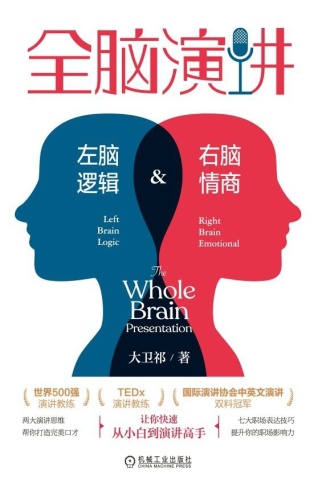 全脑演讲
左脑
逻辑
&
右脑
情商
Left
Brain
Logic
Right
Brain
Emotional
The
Whole
Brain
Presentation
大卫祁／著
世界500强
演讲教练
TEDx
演讲教练
国际演讲协会中英文演讲
双料冠军
两大演讲思维
帮你打造完美口才
让你快速
从小白到演讲高手
七大职场表达技巧
提升你的职场影响力
机械工业出版社
CHINA MACHINE PRESS